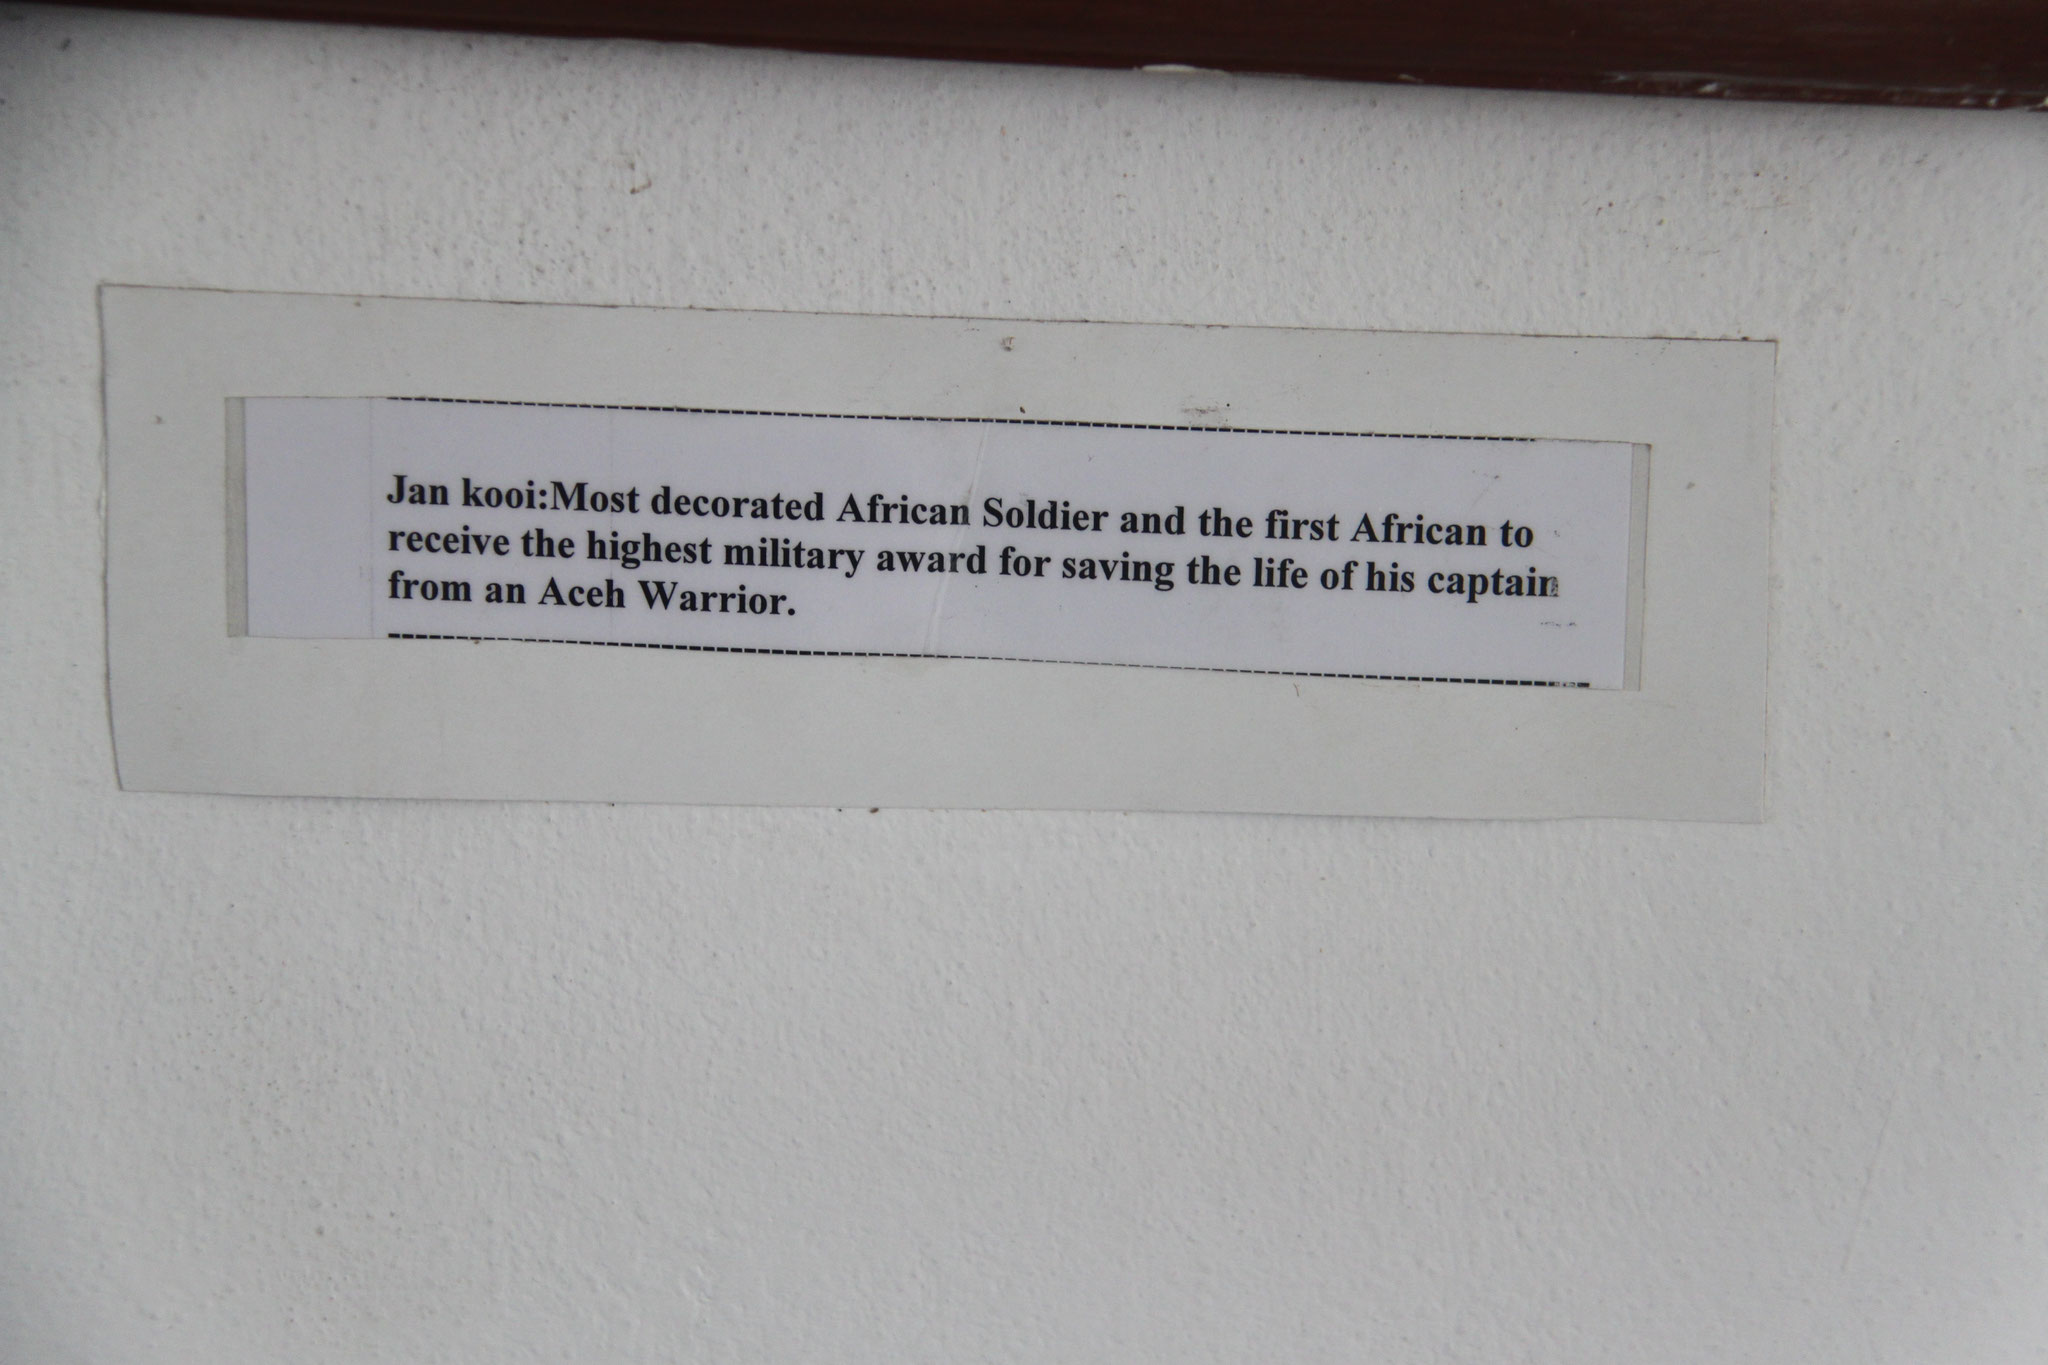 Jan kooi:Most decorated African Soldier and the first African to
receive the highest military award for saving the life of his captain
from an Aceh Warrior.